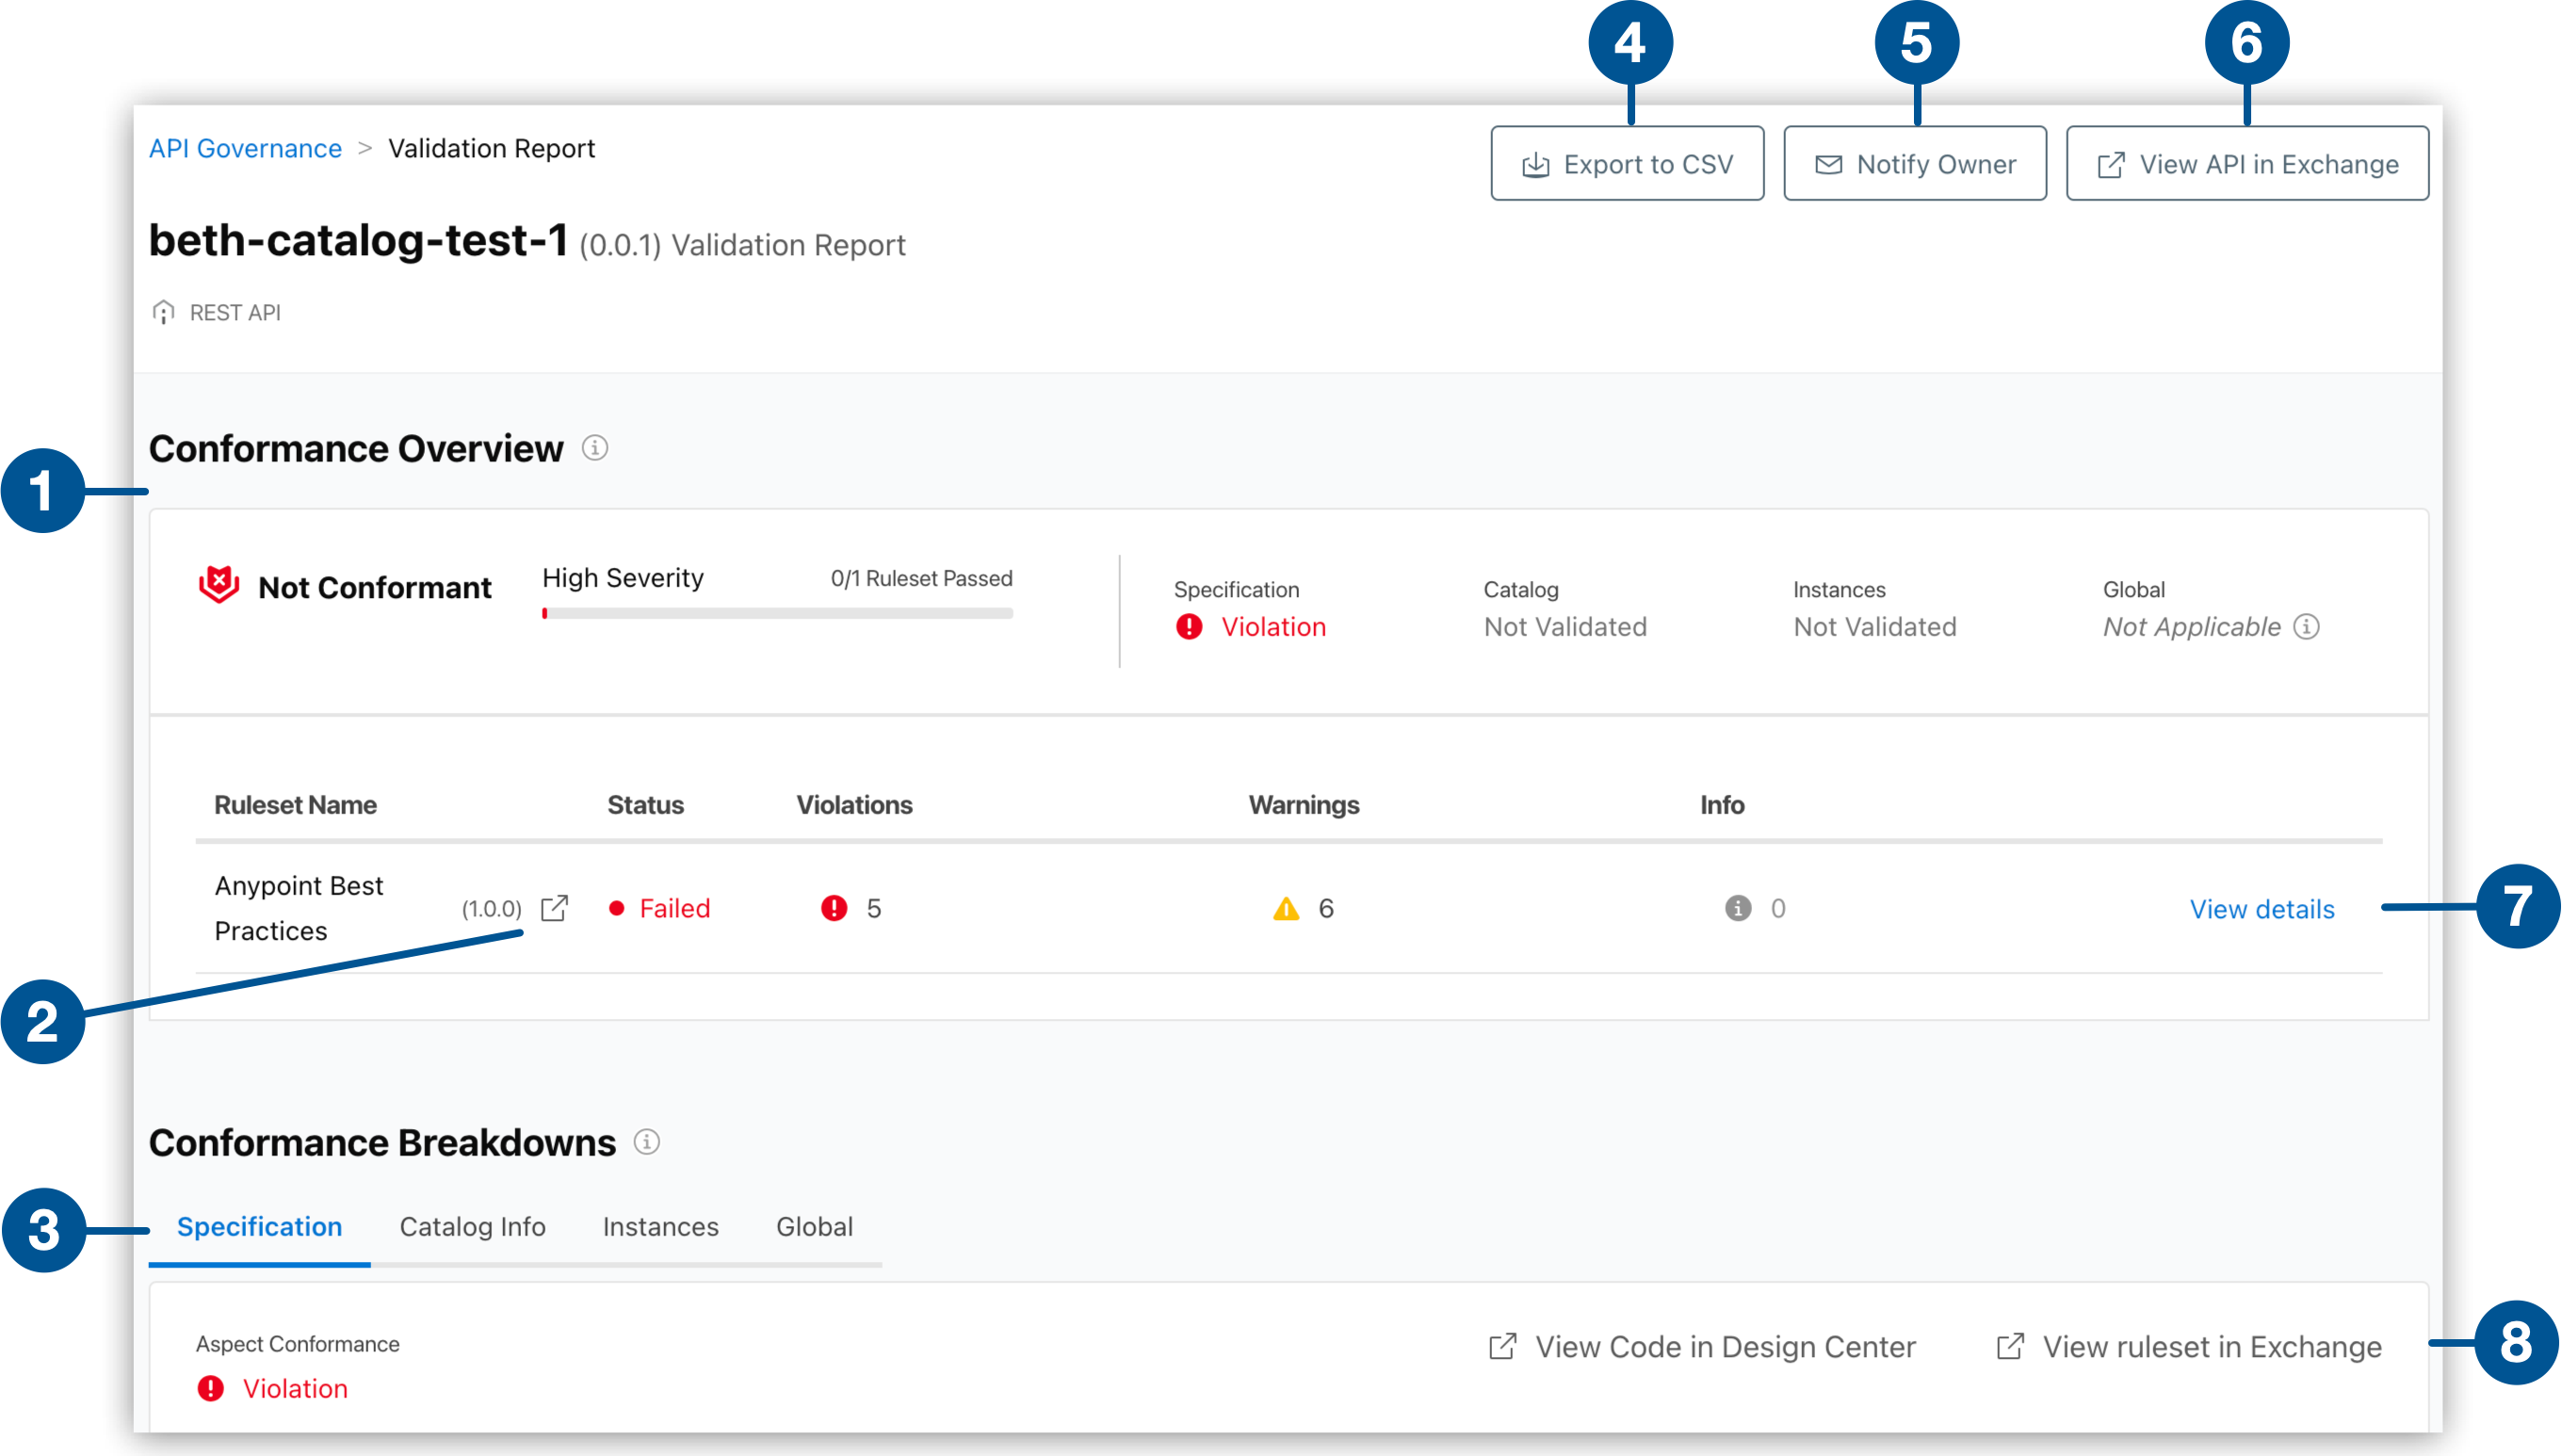 4 5 6
API Governance > Validation Report
Export to CSV
Notify Owner
View API in Exchange
beth-catalog-test-1 (0.0.1) Validation Report
REST API
Conformance Overview
1
Not Conformant
High Severity 0/1 Ruleset Passed
Specification
Violation
Catalog
Not Validated
Instances
Not Validated
Global
Not Applicable
Ruleset Name Status Violations Warnings Info
Anypoint Best
Practices
(1.0.0) Failed 5 6 0 View details
7
2
Conformance Breakdowns
3
Specification Catalog Info Instances Global
Aspect Conformance
Violation
View Code in Design Center
View ruleset in Exchange
8